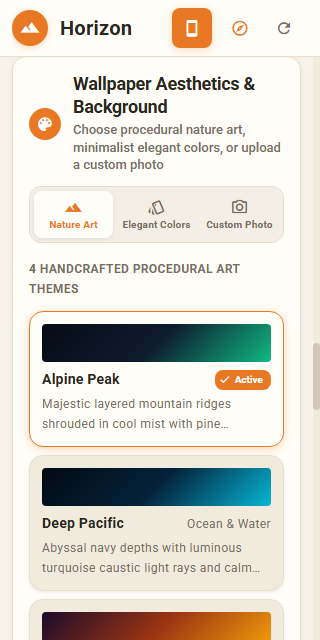 Horizon
Wallpaper Aesthetics &
Background
Choose procedural nature art,
minimalist elegant colors, or upload
a custom photo
Nature Art
Elegant Colors
Custom Photo
4 HANDCRAFTED PROCEDURAL ART
THEMES
Alpine Peak
Active
Majestic layered mountain ridges
shrouded in cool mist with pine…
Deep Pacific
Ocean & Water
Abyssal navy depths with luminous
turquoise caustic light rays and calm…